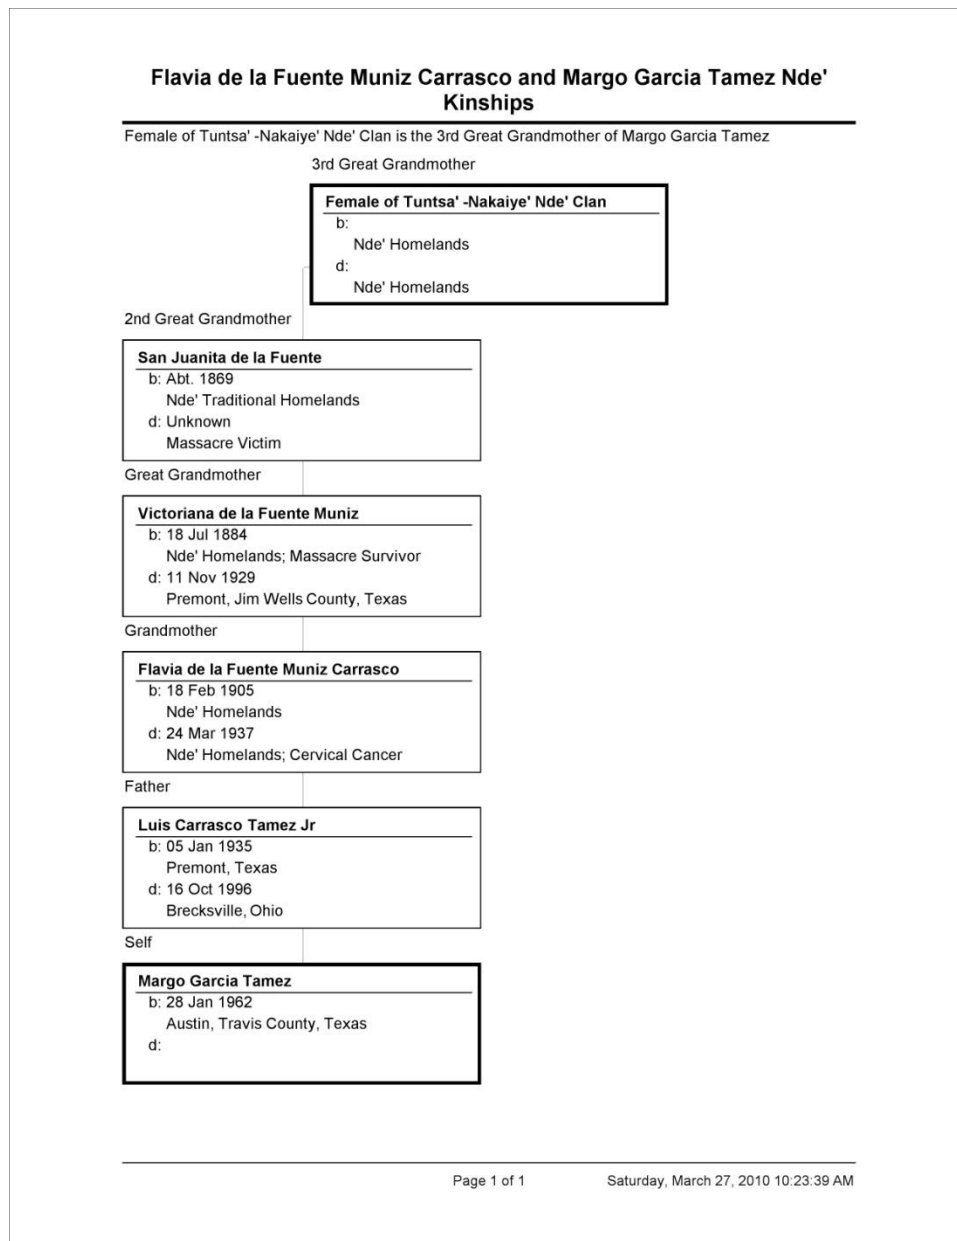 Flavia de la Fuente Muniz Carrasco and Margo Garcia Tamez Nde'
Kinships
Female of Tuntsa' -Nakaiye' Nde' Clan is the 3rd Great Grandmother of Margo Garcia Tamez
3rd Great Grandmother
Female of Tuntsa' -Nakaiye' Nde' Clan
b:
Nde' Homelands
d:
Nde' Homelands
2nd Great Grandmother
San Juanita de la Fuente
b: Abt. 1869
Nde' Traditional Homelands
d: Unknown
Massacre Victim
Great Grandmother
Victoriana de la Fuente Muniz
b: 18 Jul 1884
Nde' Homelands; Massacre Survivor
d: 11 Nov 1929
Premont, Jim Wells County, Texas
Grandmother
Flavia de la Fuente Muniz Carrasco
b: 18 Feb 1905
Nde' Homelands
d: 24 Mar 1937
Nde' Homelands; Cervical Cancer
Father
Luis Carrasco Tamez Jr
b: 05 Jan 1935
Premont, Texas
d: 16 Oct 1996
Brecksville, Ohio
Self
Margo Garcia Tamez
b: 28 Jan 1962
Austin, Travis County, Texas
d:
Page 1 of 1 Saturday, March 27, 2010 10:23:39 AM